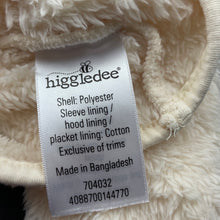 higgledee
Shell: Polyester
Sleeve lining /
hood lining /
placket lining: Cotton
Exclusive of trims
Made in Bangladesh
704032
4088700144770